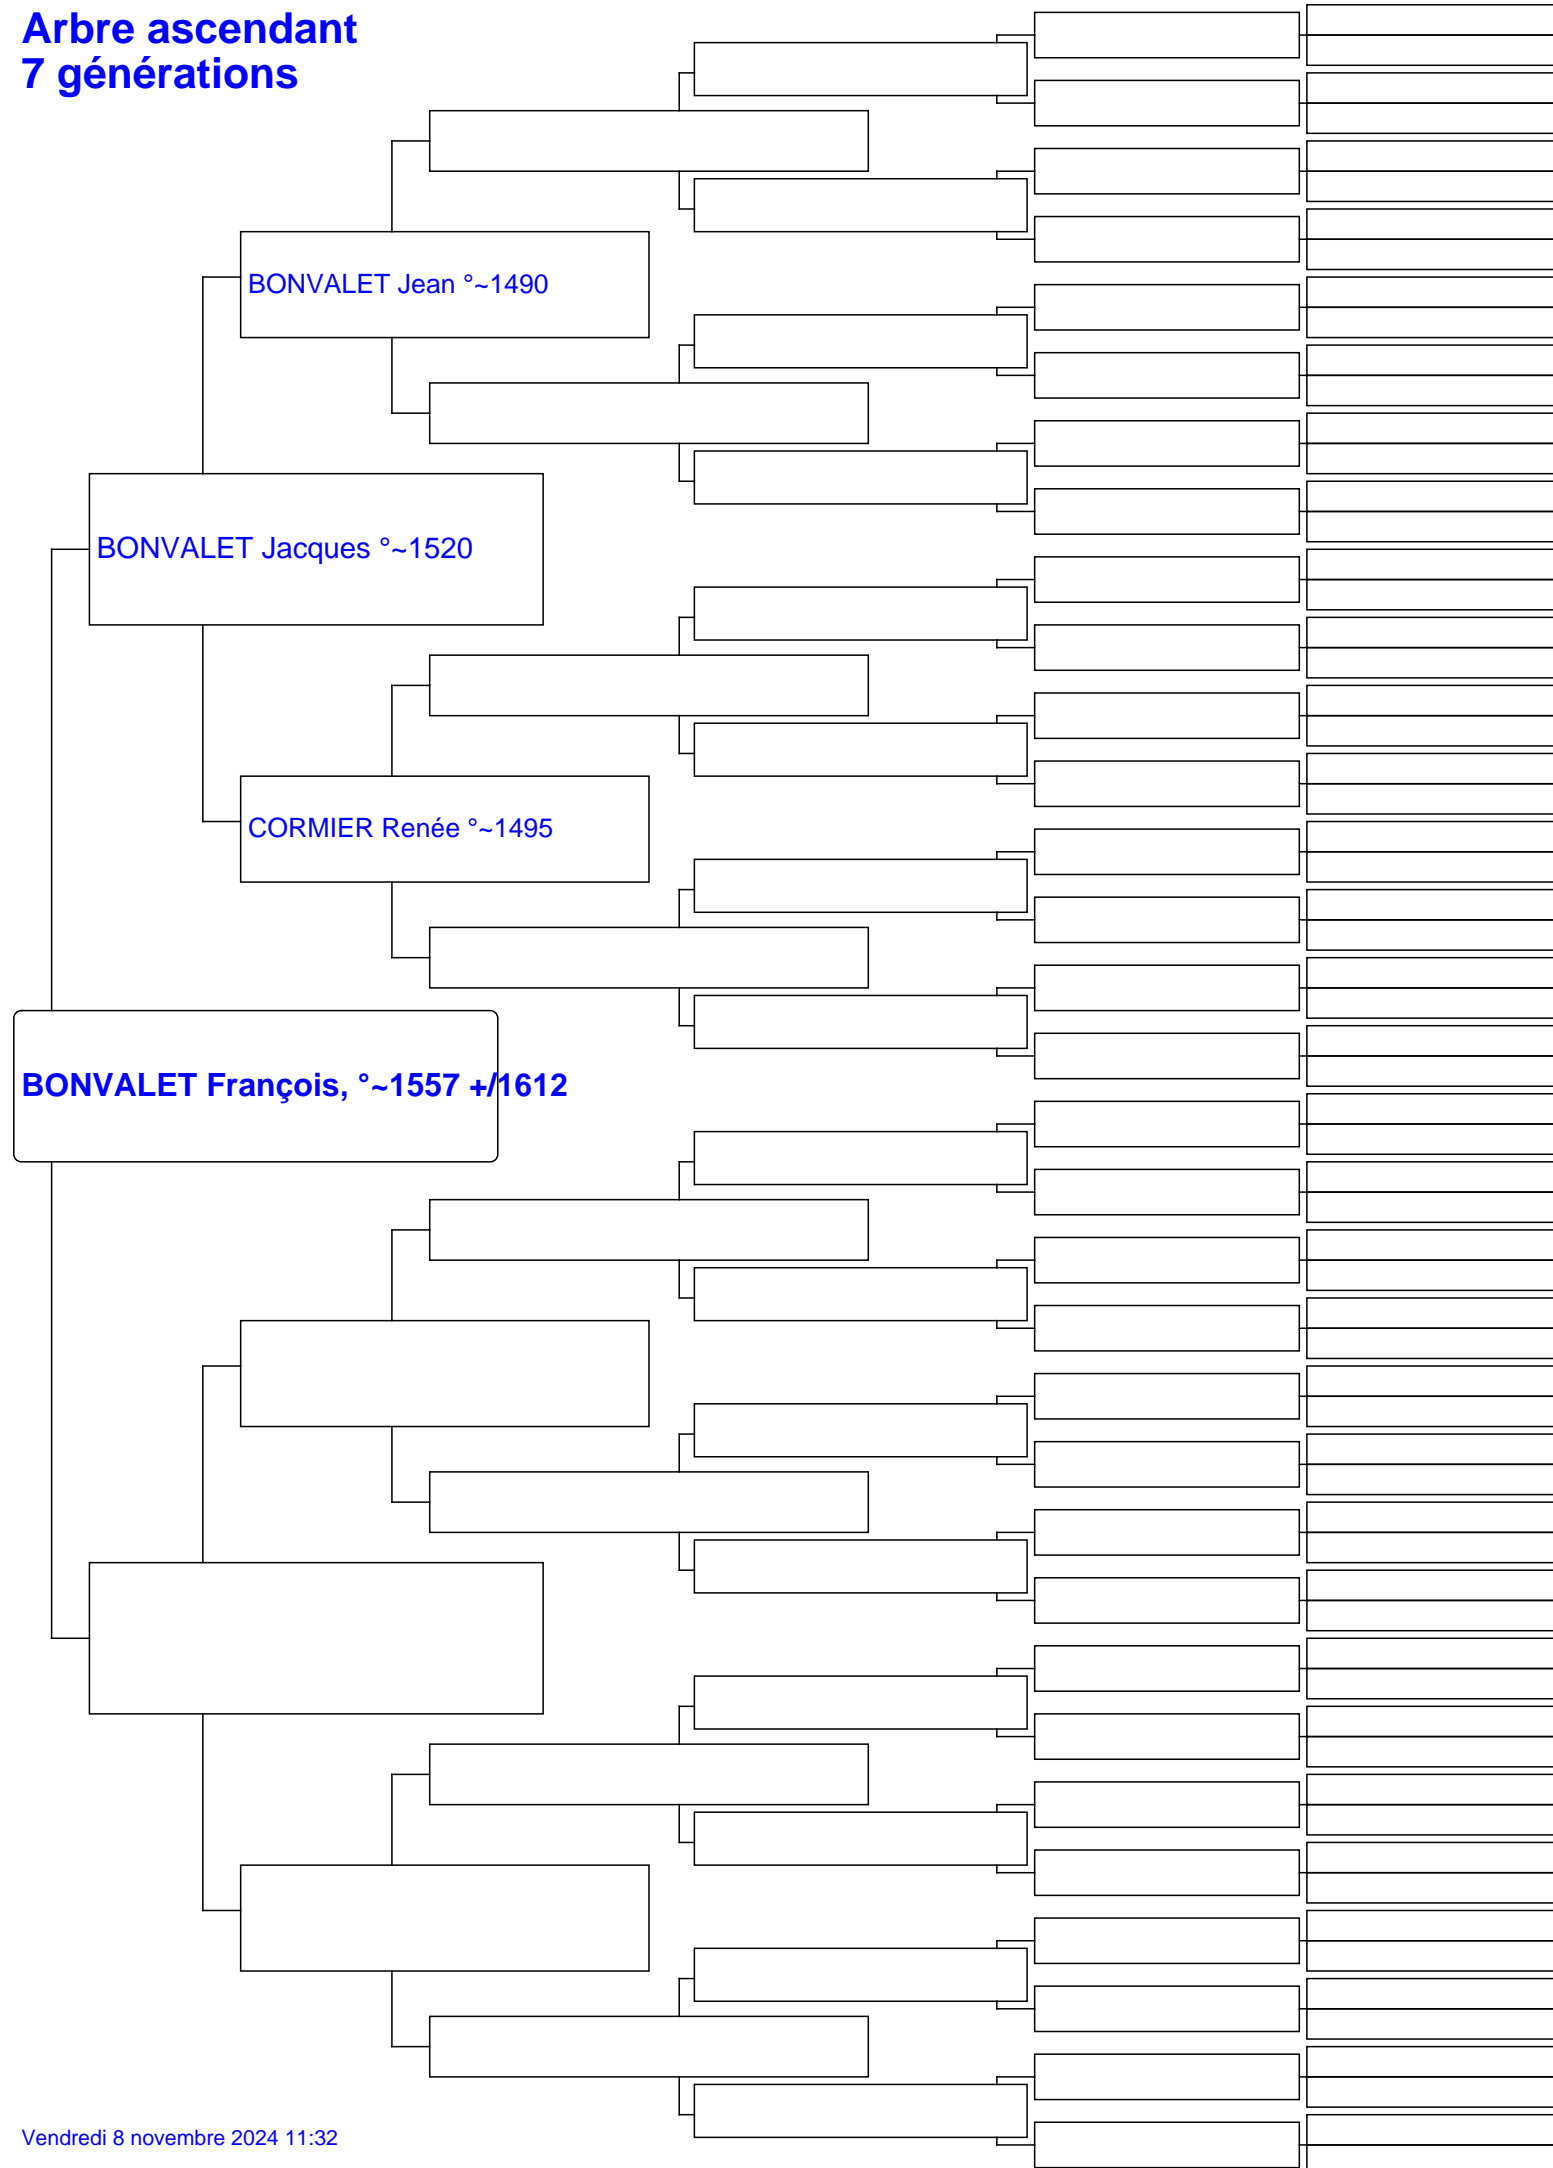 Arbre ascendant
7 générations
BONVALET Jean °~1490
BONVALET Jacques °~1520
CORMIER Renée °~1495
BONVALET François, °~1557 +/1612
Vendredi 8 novembre 2024 11:32